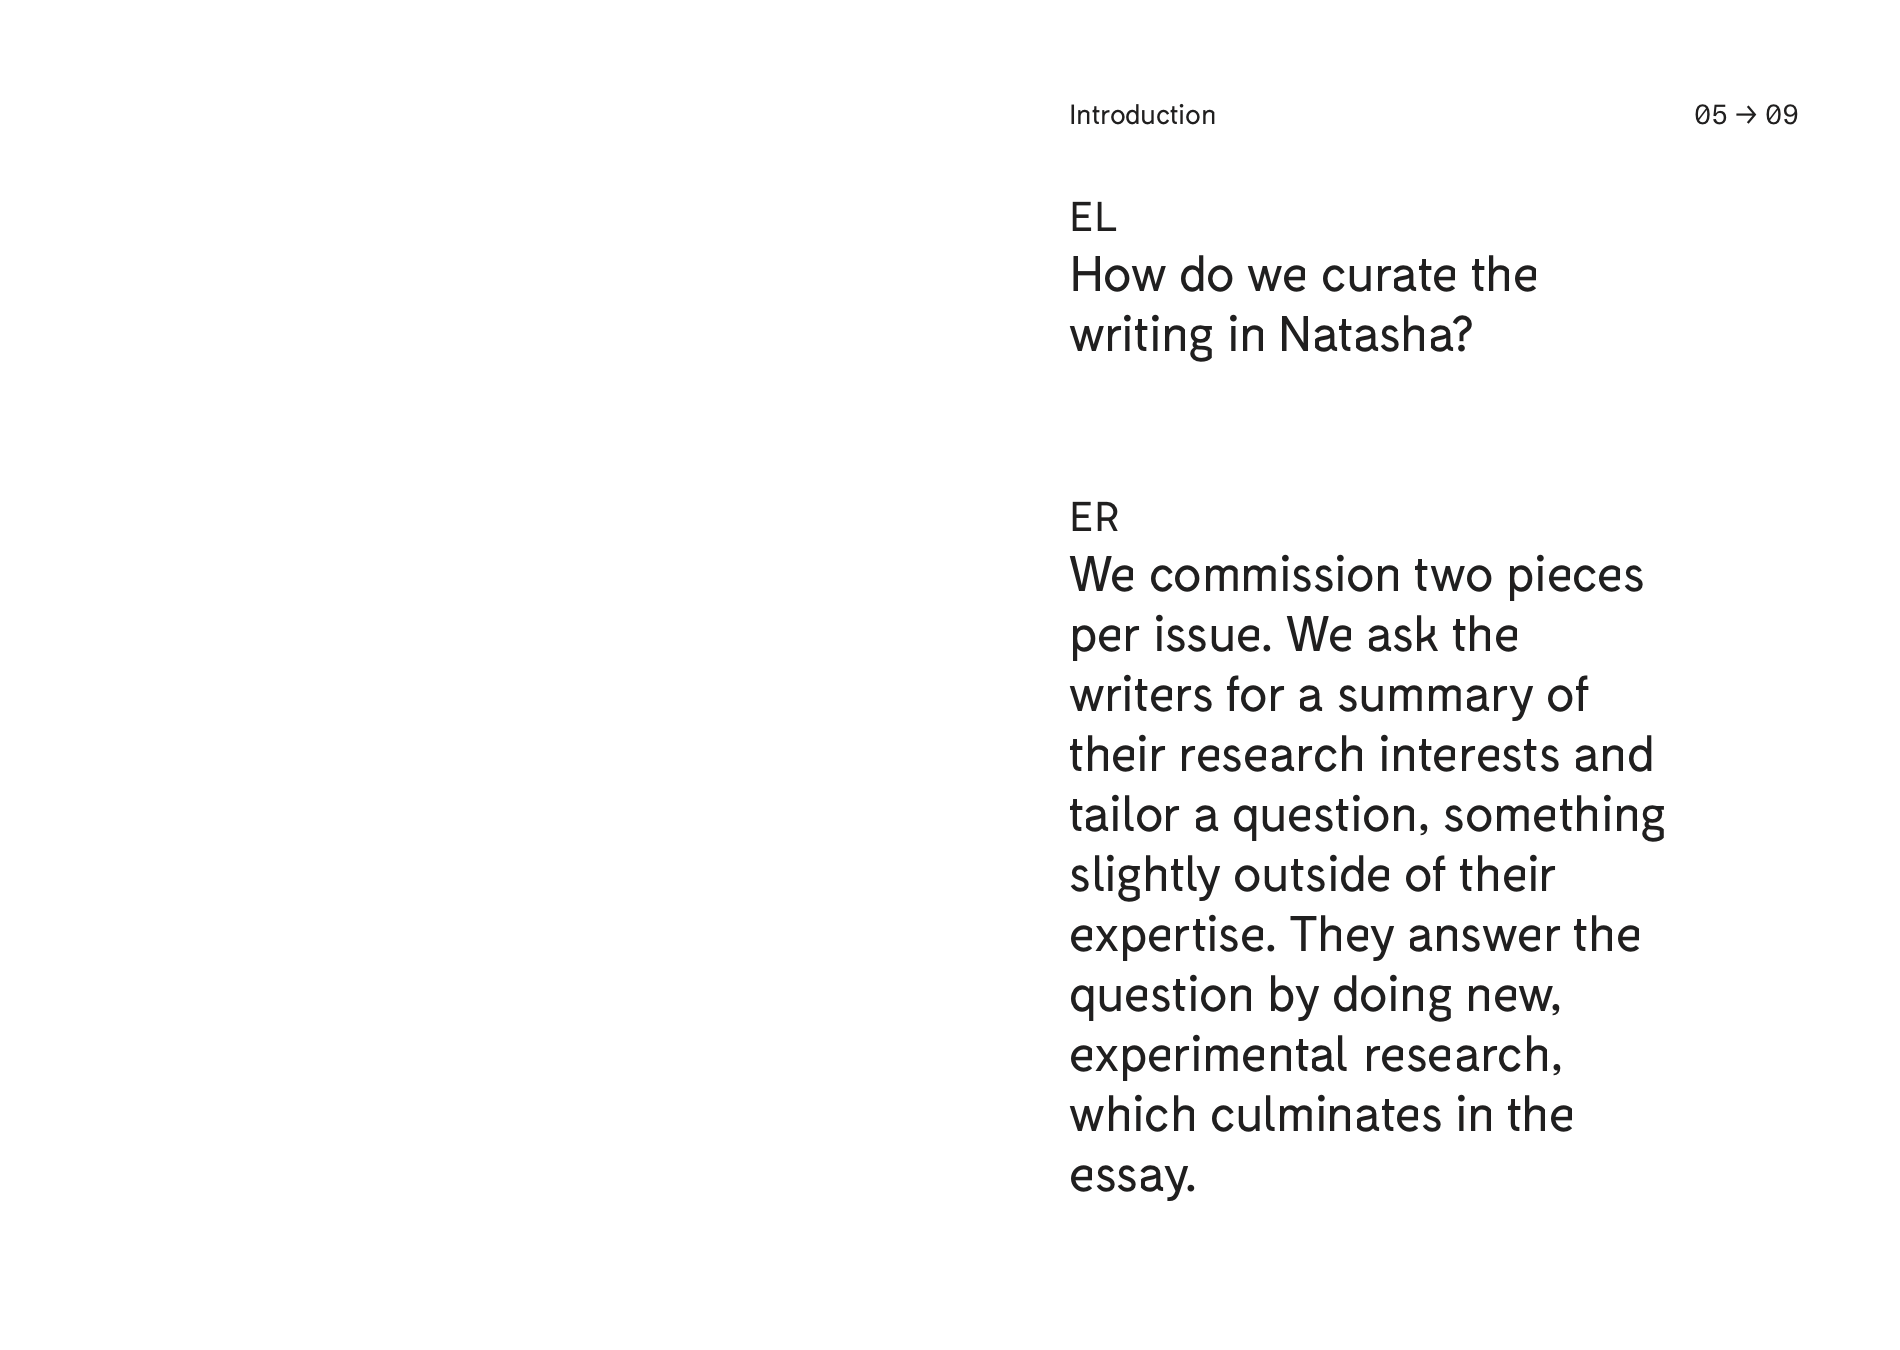 Introduction 05 → 09
EL
How do we curate the
writing in Natasha?
ER
We commission two pieces
per issue. We ask the
writers for a summary of
their research interests and
tailor a question, something
slightly outside of their
expertise. They answer the
question by doing new,
experimental research,
which culminates in the
essay.